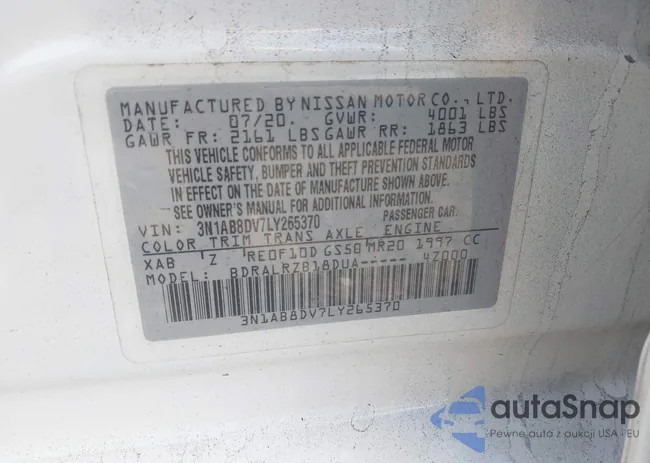 MANUFACTURED BY NISSAN MOTOR CO., LTD.
DATE: 07/20. GVWR: 4001 LBS
GAWR FR: 2161 LBS GAWR RR: 1863 LBS
THIS VEHICLE CONFORMS TO ALL APPLICABLE FEDERAL MOTOR
VEHICLE SAFETY, BUMPER AND THEFT PREVENTION STANDARDS
IN EFFECT ON THE DATE OF MANUFACTURE SHOWN ABOVE.
SEE OWNER'S MANUAL FOR ADDITIONAL INFORMATION.
VIN: 3N1AB8DV7LY265370 PASSENGER CAR.
COLOR TRIM TRANS AXLE ENGINE
XAB Z RE0F10D GS58 MR20 1997 CC
MODEL: BDRALRZB18DUA----- 4Z000
3N1AB8DV7LY265370
autaSnap
Pewne auto z aukcji USA i EU